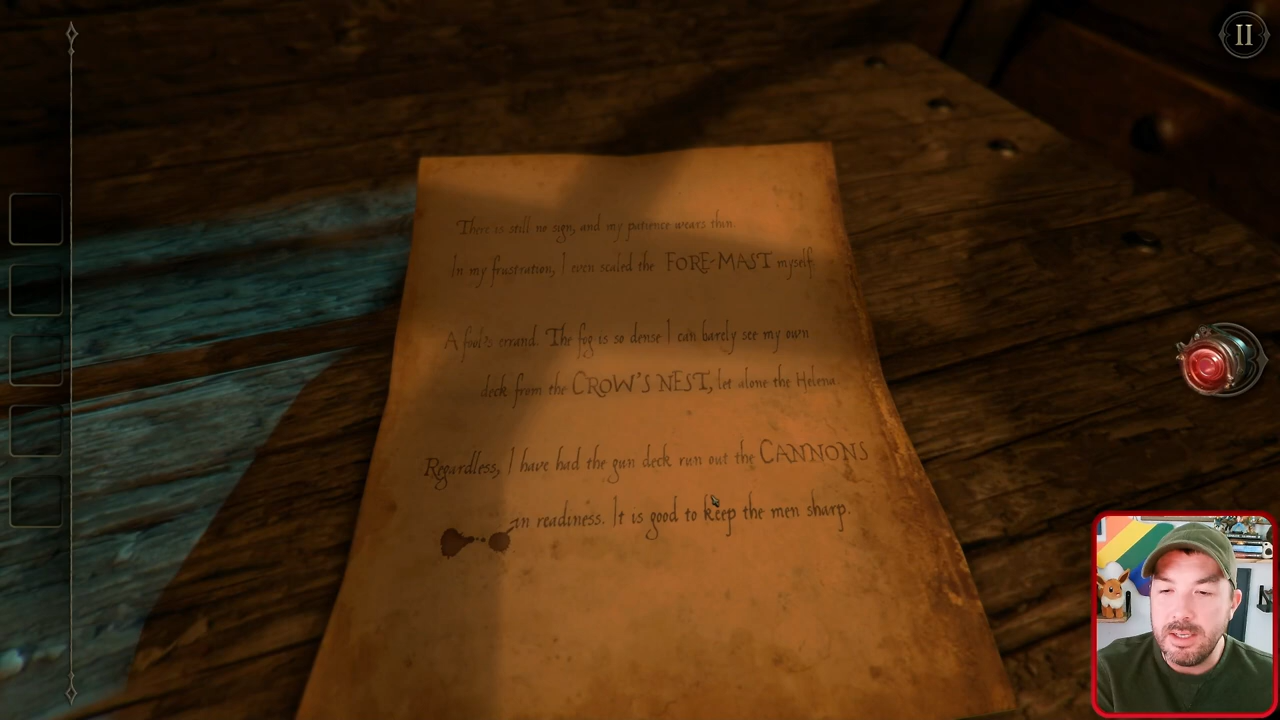 II
There is still no sign, and my patience wears thin.
In my frustration, I even scaled the FORE-MAST myself
A fool's errand. The fog is so dense I can barely see my own
deck from the CROW'S NEST, let alone the Helena
Regardless, I have had the gun deck run out the CANNONS
in readiness. It is good to keep the men sharp.